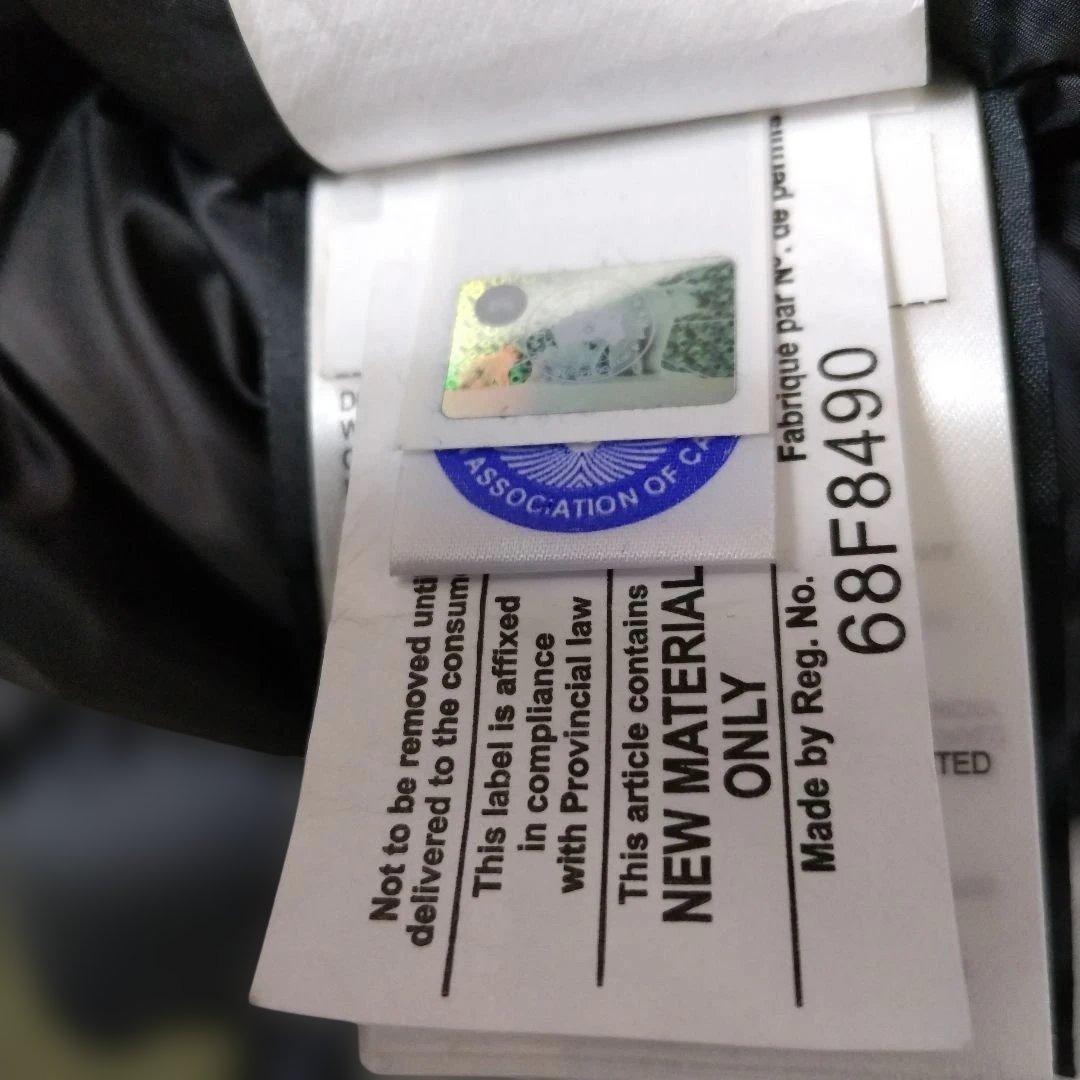 Not to be removed unti
delivered to the consum
This label is affixed
in compliance
with Provincial law
This article contains
NEW MATERIAL
ONLY
Made by Reg. No.
Fabrique par Nº. de permis
68F8490
ASSOCIATION OF CA
TED